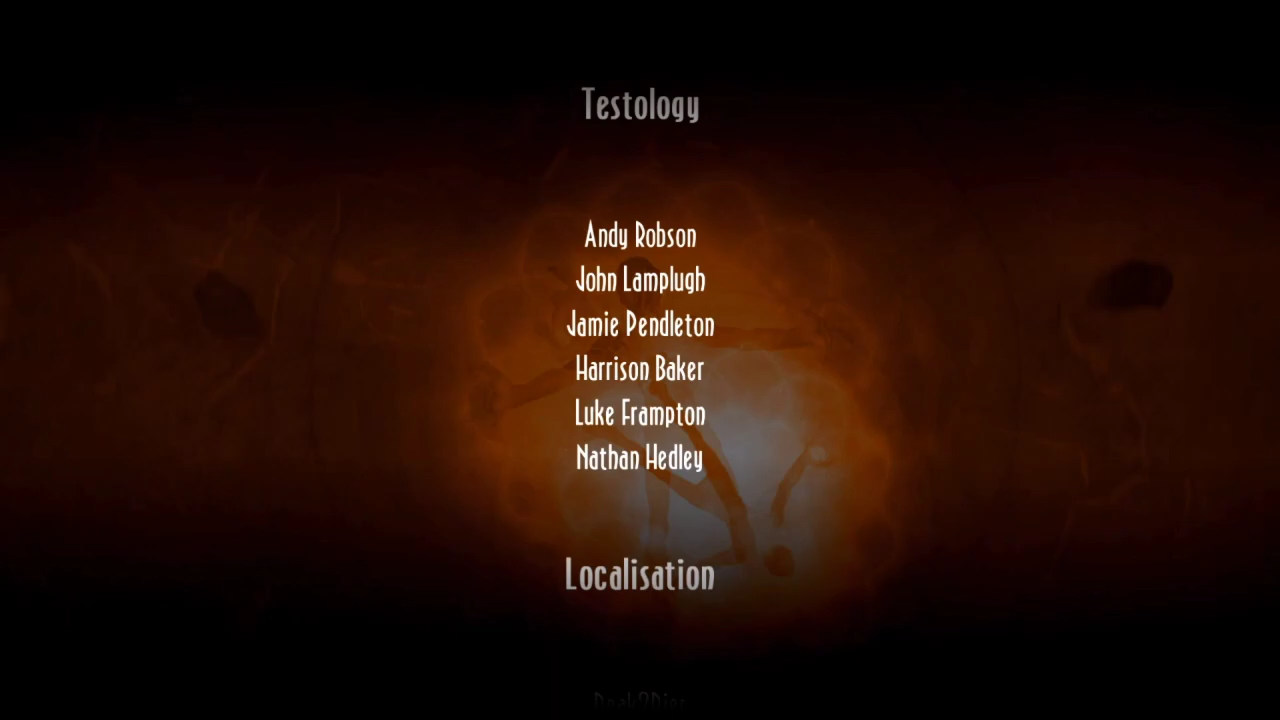 Testology
Andy Robson
John Lamplugh
Jamie Pendleton
Harrison Baker
Luke Frampton
Nathan Hedley
Localisation